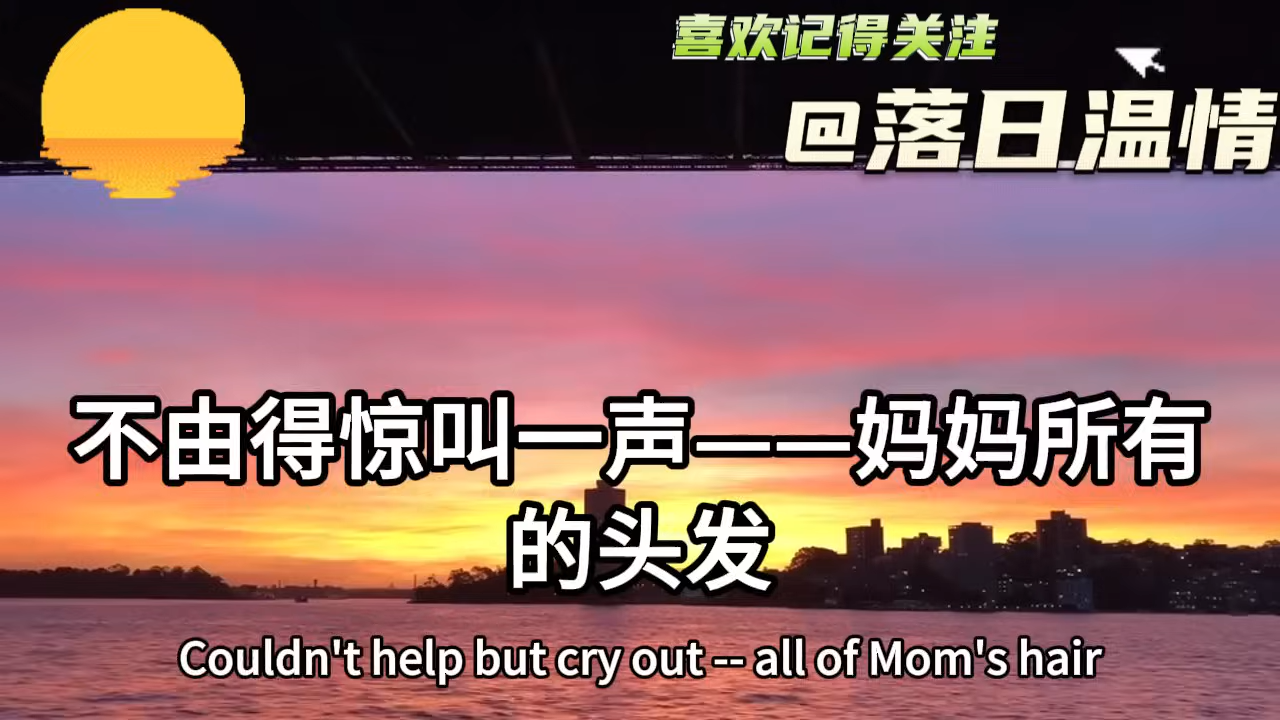 喜欢记得关注
@落日温情
不由得惊叫一声——妈妈所有
的头发
Couldn't help but cry out -- all of Mom's hair